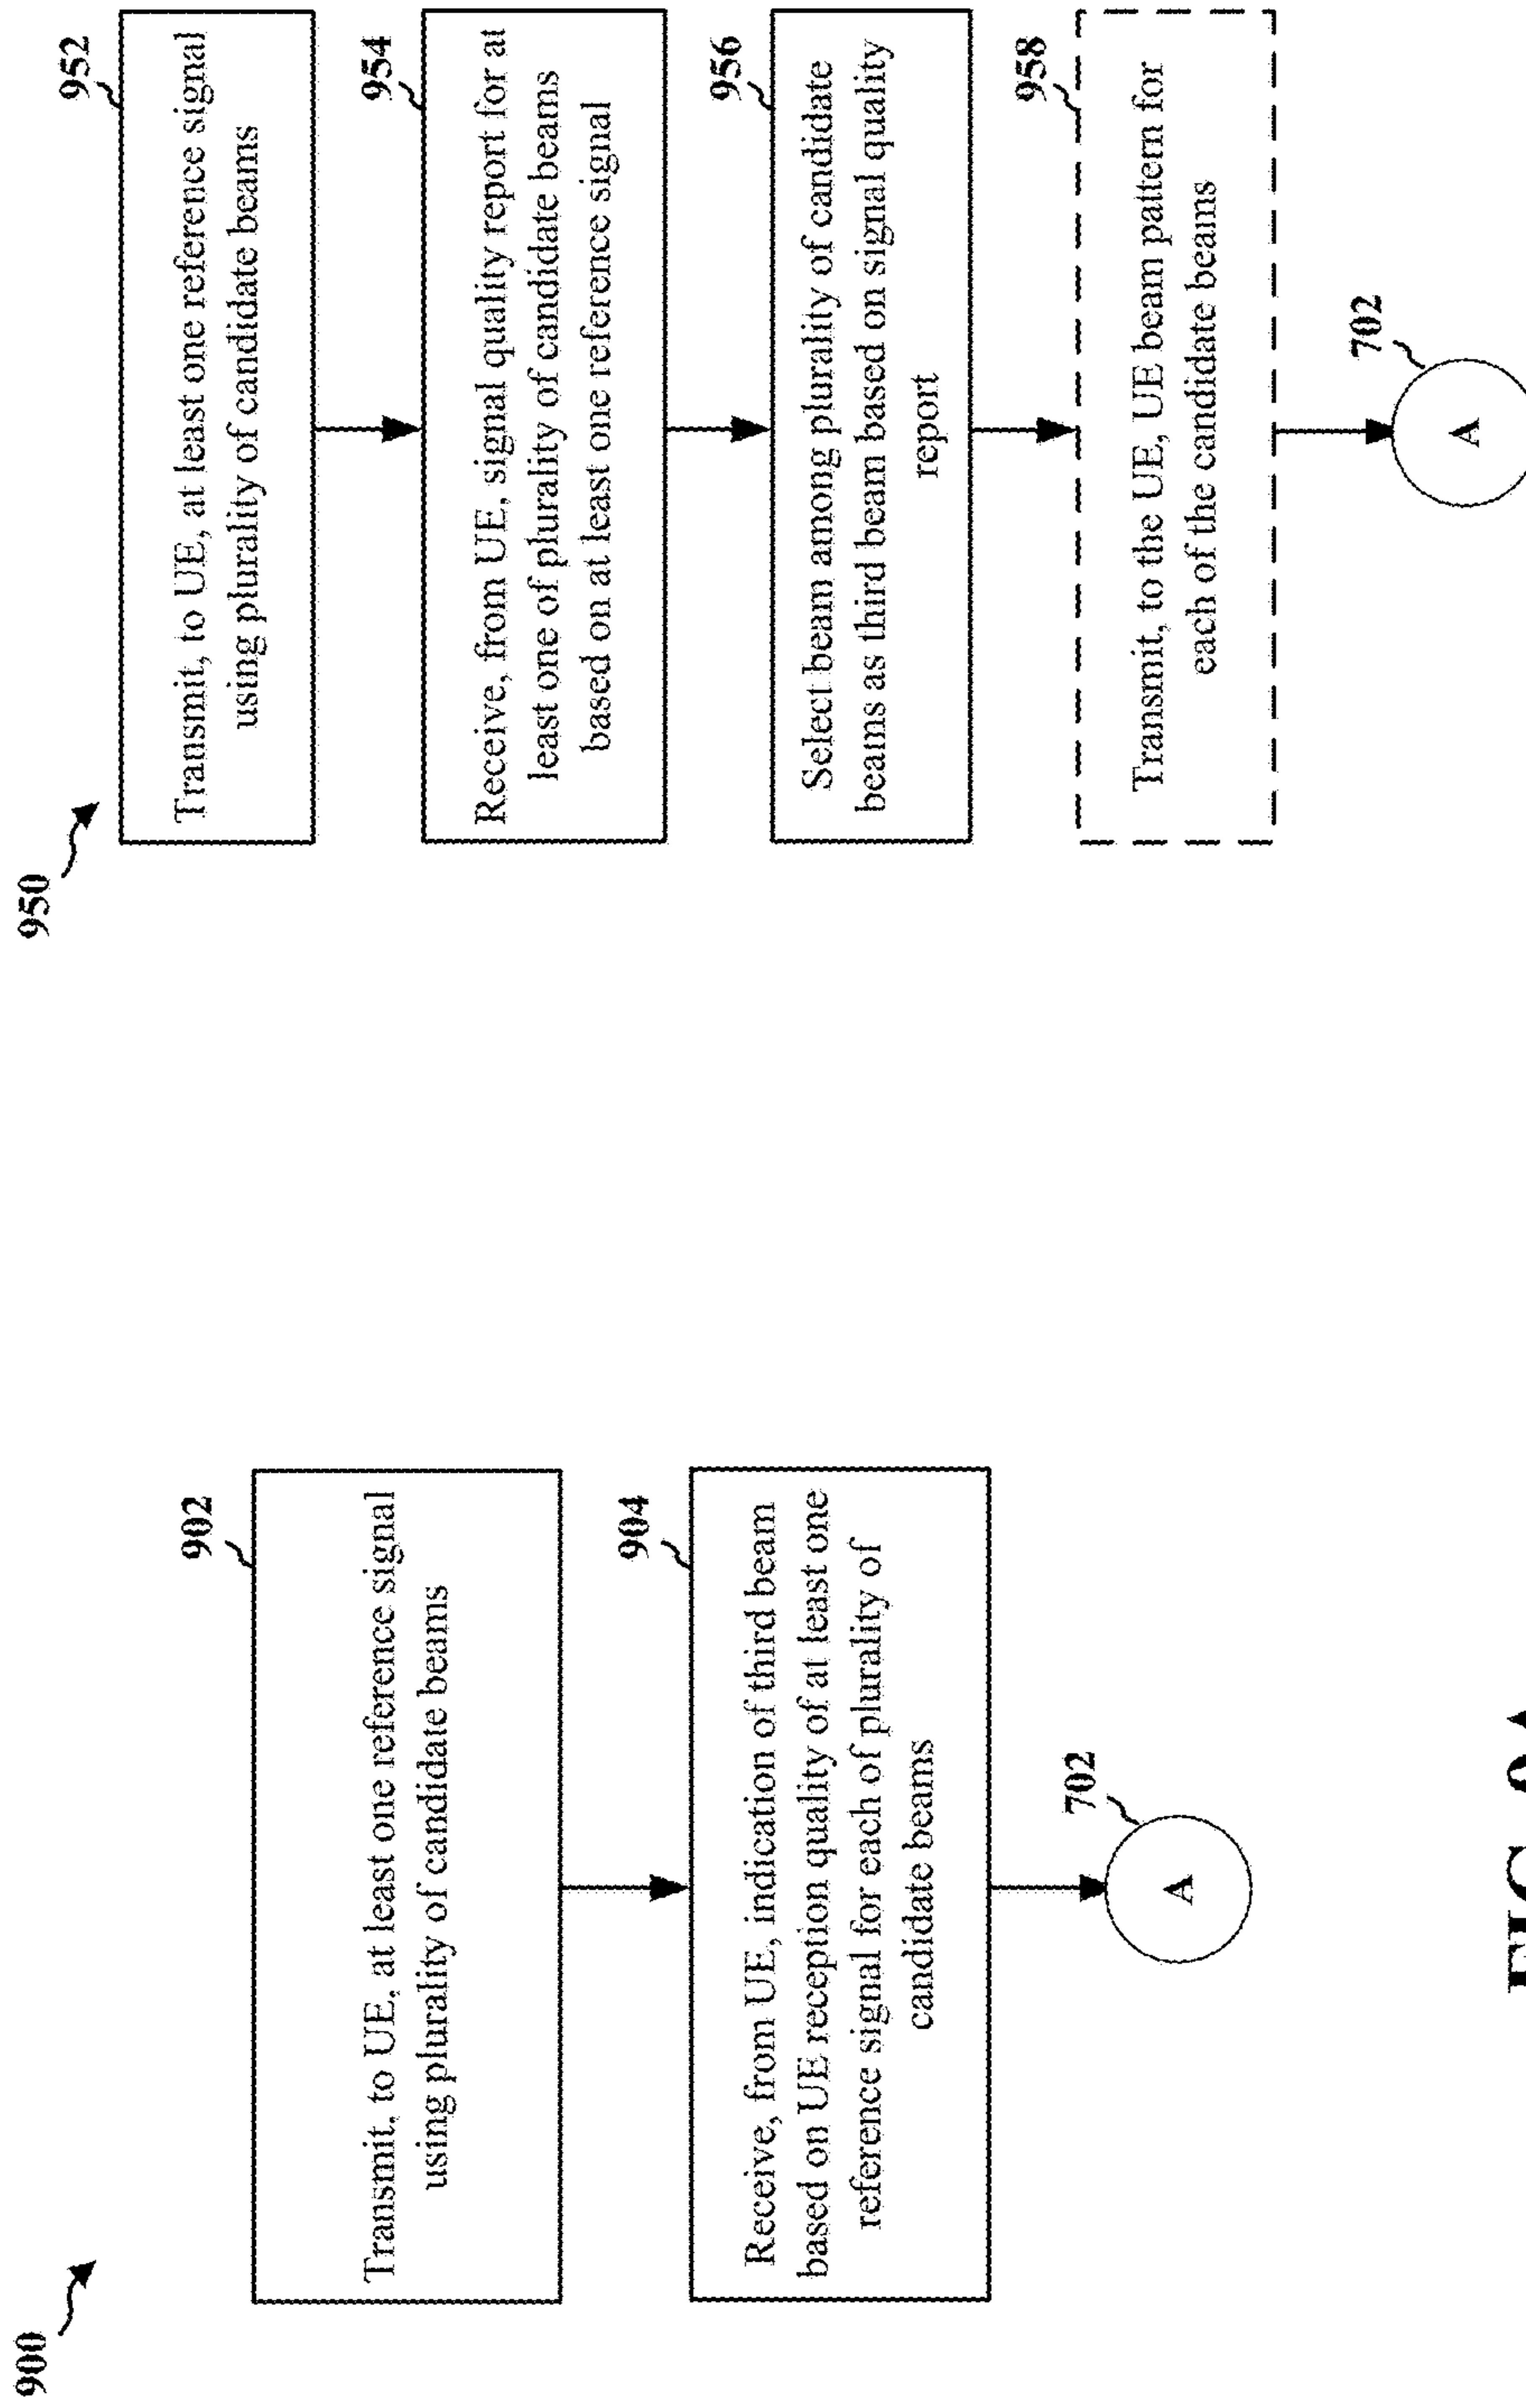 900
902
Transmit, to UE, at least one reference signal
using plurality of candidate beams
904
Receive, from UE, indication of third beam
based on UE reception quality of at least one
reference signal for each of plurality of
candidate beams
702
A
950
952
Transmit, to UE, at least one reference signal
using plurality of candidate beams
954
Receive, from UE, signal quality report for at
least one of plurality of candidate beams
based on at least one reference signal
956
Select beam among plurality of candidate
beams as third beam based on signal quality
report
958
Transmit, to the UE, UE beam pattern for
each of the candidate beams
702
A